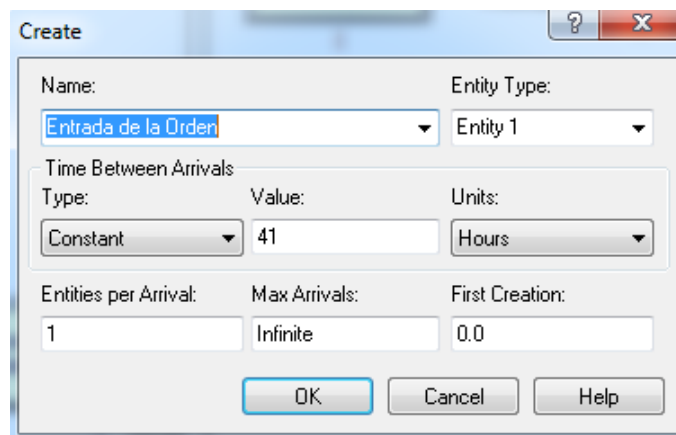 Create
Name: Entity Type:
Entrada de la Orden Entity 1
Time Between Arrivals
Type: Value: Units:
Constant 41 Hours
Entities per Arrival: Max Arrivals: First Creation:
1 Infinite 0.0
OK Cancel Help